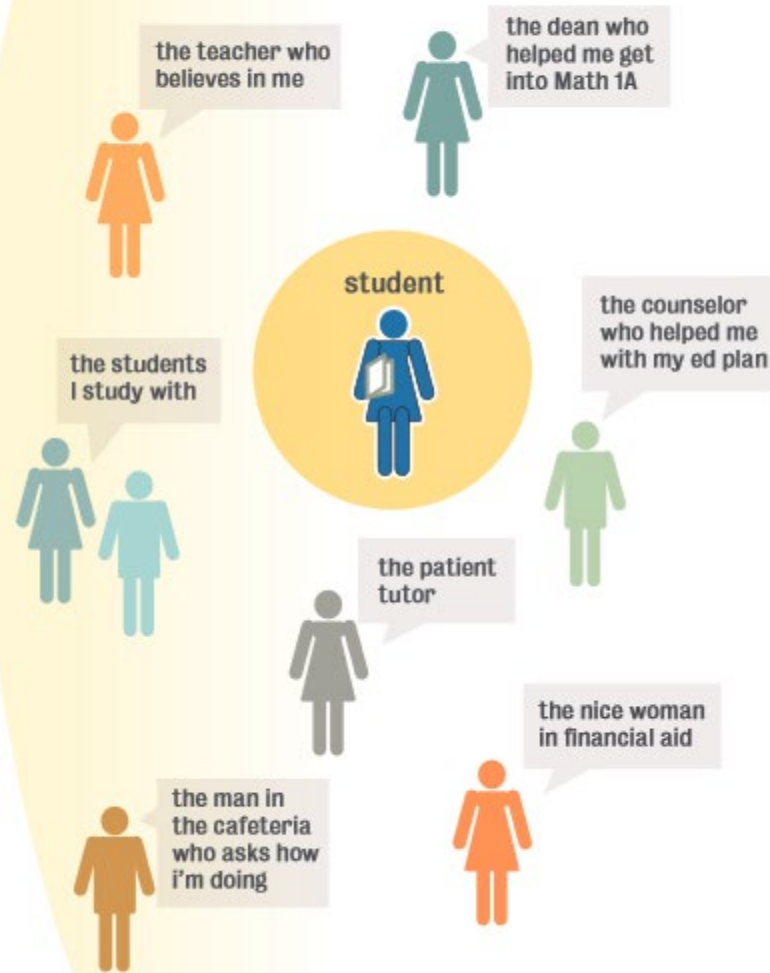 the teacher who
believes in me
the dean who
helped me get
into Math 1A
student
the counselor
who helped me
with my ed plan
the students
I study with
the patient
tutor
the nice woman
in financial aid
the man in
the cafeteria
who asks how
i'm doing